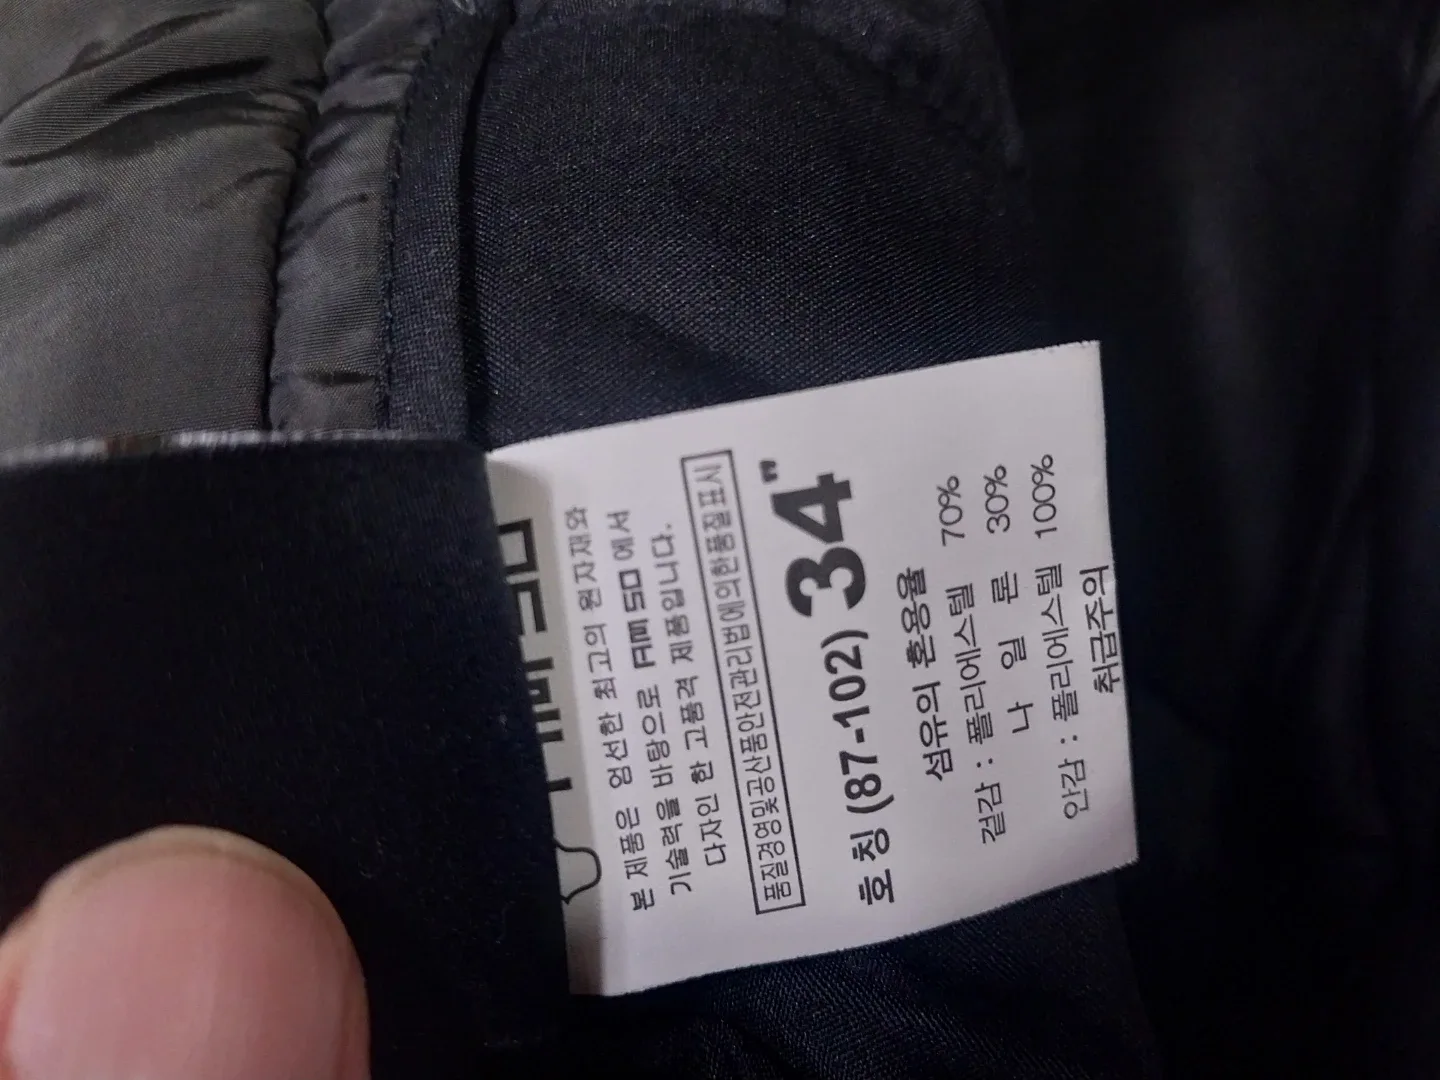 본 제품은 엄선한 최고의 원자재와
기술력을 바탕으로 AM SO 에서
다자인 한 고품격 제품입니다.
품질경영및공산품안전관리법에의한품질표시
호칭 (87-102) 34"
섬유의 혼용율
겉감 : 폴리에스텔 70%
나 일 론 30%
안감 : 폴리에스텔 100%
취급주의